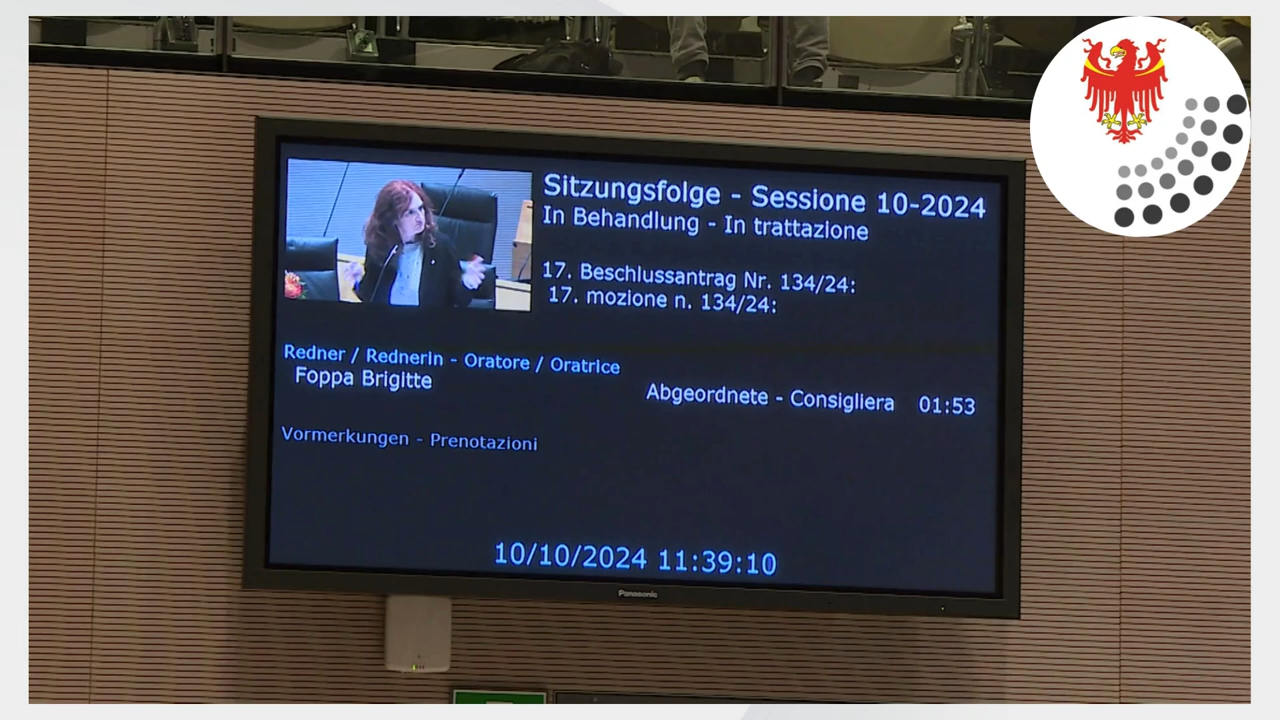 Sitzungsfolge - Sessione 10-2024
In Behandlung - In trattazione
17. Beschlussantrag Nr. 134/24:
17. mozione n. 134/24:
Redner / Rednerin - Oratore / Oratrice
Foppa Brigitte
Abgeordnete - Consigliera 01:53
Vormerkungen - Prenotazioni
10/10/2024 11:39:10
Panasonic